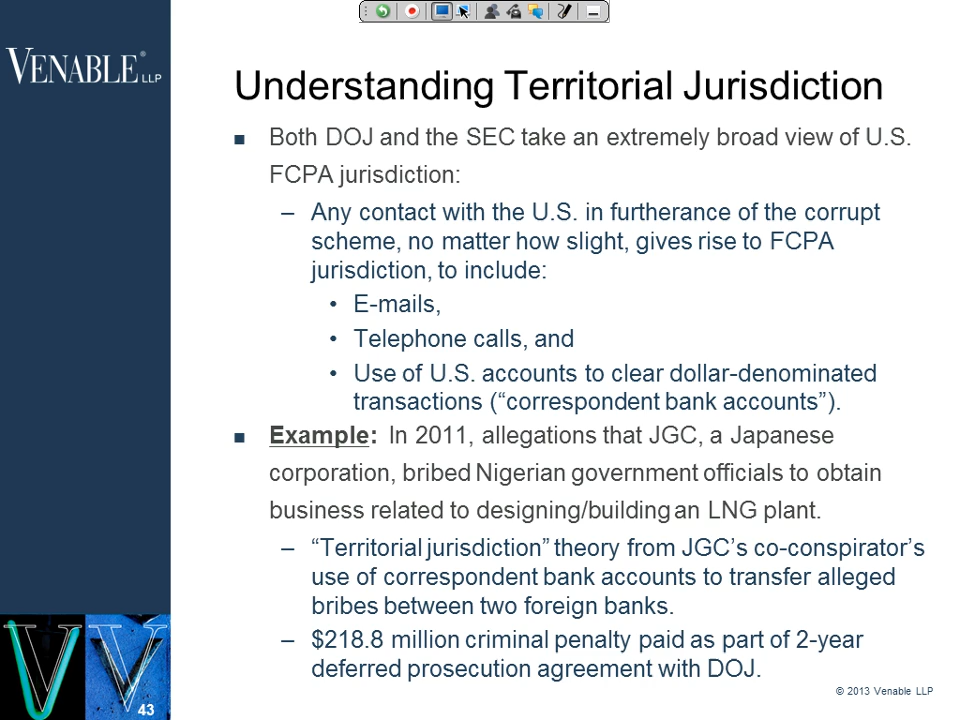 VENABLE® LLP
Understanding Territorial Jurisdiction
Both DOJ and the SEC take an extremely broad view of U.S.
FCPA jurisdiction:
– Any contact with the U.S. in furtherance of the corrupt
scheme, no matter how slight, gives rise to FCPA
jurisdiction, to include:
• E-mails,
• Telephone calls, and
• Use of U.S. accounts to clear dollar-denominated
transactions (“correspondent bank accounts”).
Example: In 2011, allegations that JGC, a Japanese
corporation, bribed Nigerian government officials to obtain
business related to designing/building an LNG plant.
– “Territorial jurisdiction” theory from JGC’s co-conspirator’s
use of correspondent bank accounts to transfer alleged
bribes between two foreign banks.
– $218.8 million criminal penalty paid as part of 2-year
deferred prosecution agreement with DOJ.
© 2013 Venable LLP
43